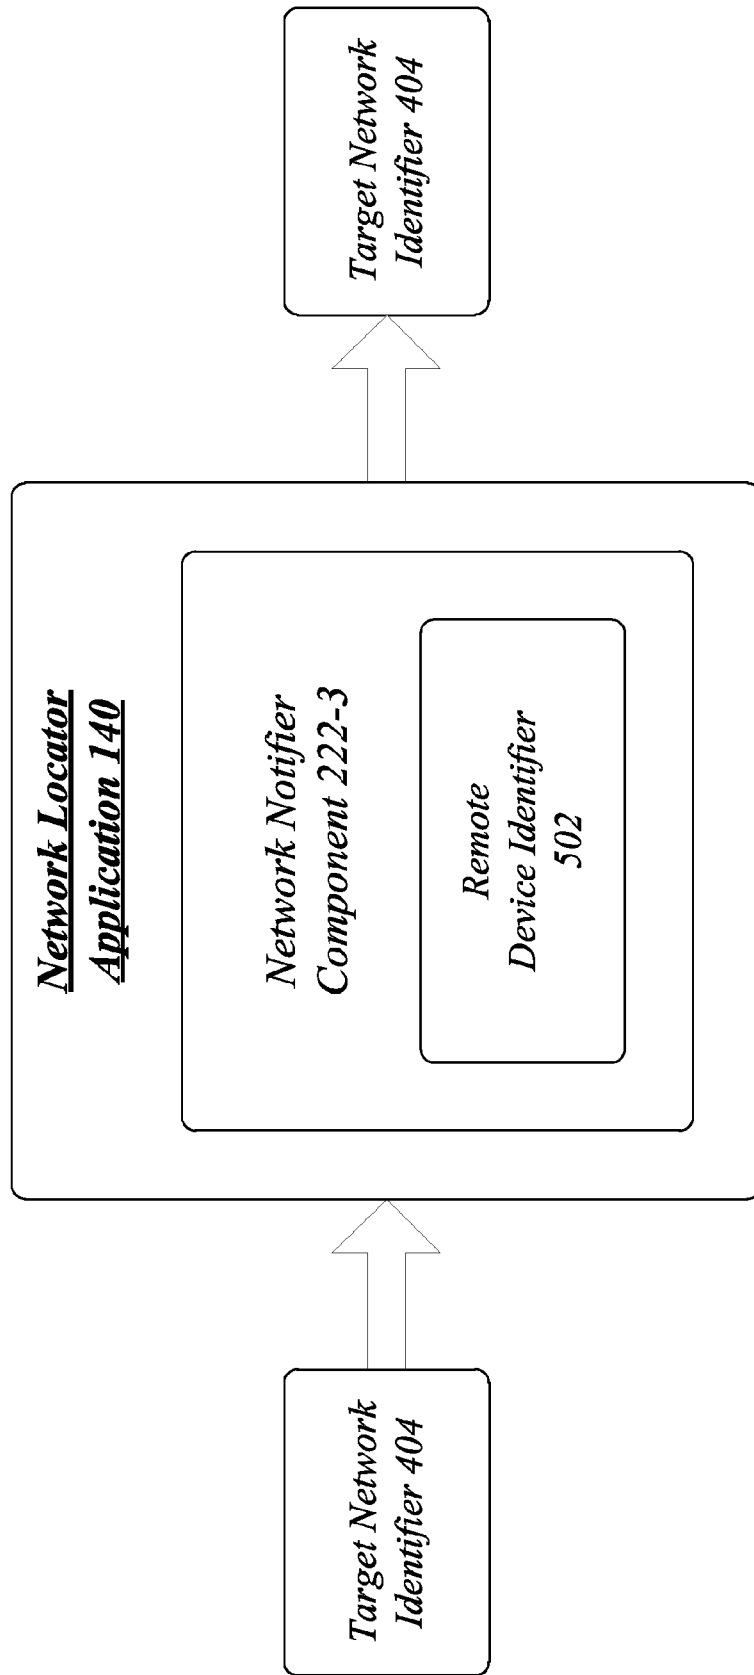 Target Network
Identifier 404
Network Locator
Application 140
Network Notifier
Component 222-3
Remote
Device Identifier
502
Target Network
Identifier 404